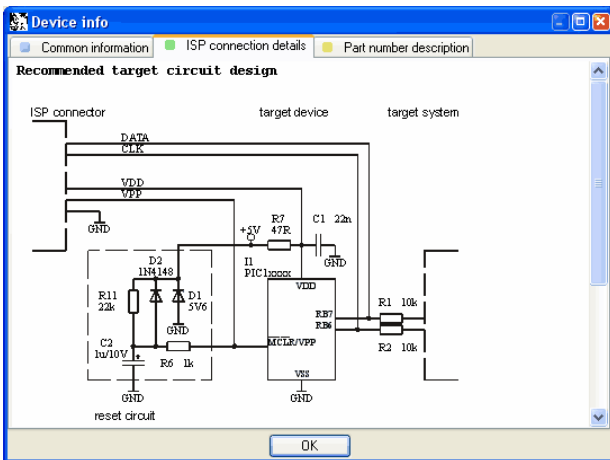 Device info
Common information
ISP connection details
Part number description
Recommended target circuit design
ISP connector
target device
target system
DATA
CLK
VDD
VPP
GND
+5V
R7
47R
C1 22n
GND
D2
1N4148
I1
PIC1xxxx
VDD
R11
22k
D1
5V6
GND
RB7
RB6
R1 10k
R2 10k
C2
1u/10V
R6 1k
MCLR/VPP
VSS
GND
GND
reset circuit
OK